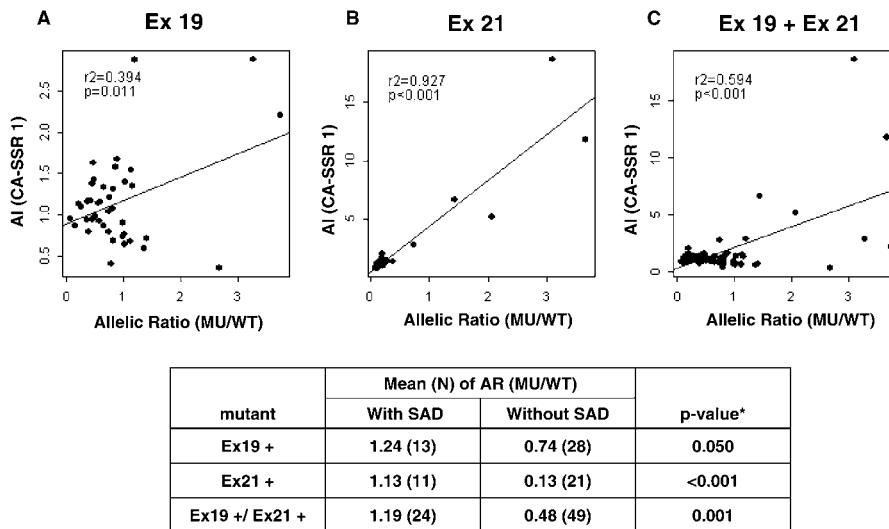 A Ex 19
r2=0.394
p=0.011
AI (CA-SSR 1)
2.5
2.0
1.5
1.0
0.5
0 1 2 3
Allelic Ratio (MU/WT)
B Ex 21
r2=0.927
p<0.001
AI (CA-SSR 1)
15
10
5
0 1 2 3
Allelic Ratio (MU/WT)
C Ex 19 + Ex 21
r2=0.594
p<0.001
AI (CA-SSR 1)
15
10
5
0
0 1 2 3
Allelic Ratio (MU/WT)
mutant Mean (N) of AR (MU/WT) p-value*
With SAD Without SAD
Ex19 + 1.24 (13) 0.74 (28) 0.050
Ex21 + 1.13 (11) 0.13 (21) <0.001
Ex19 +/ Ex21 + 1.19 (24) 0.48 (49) 0.001